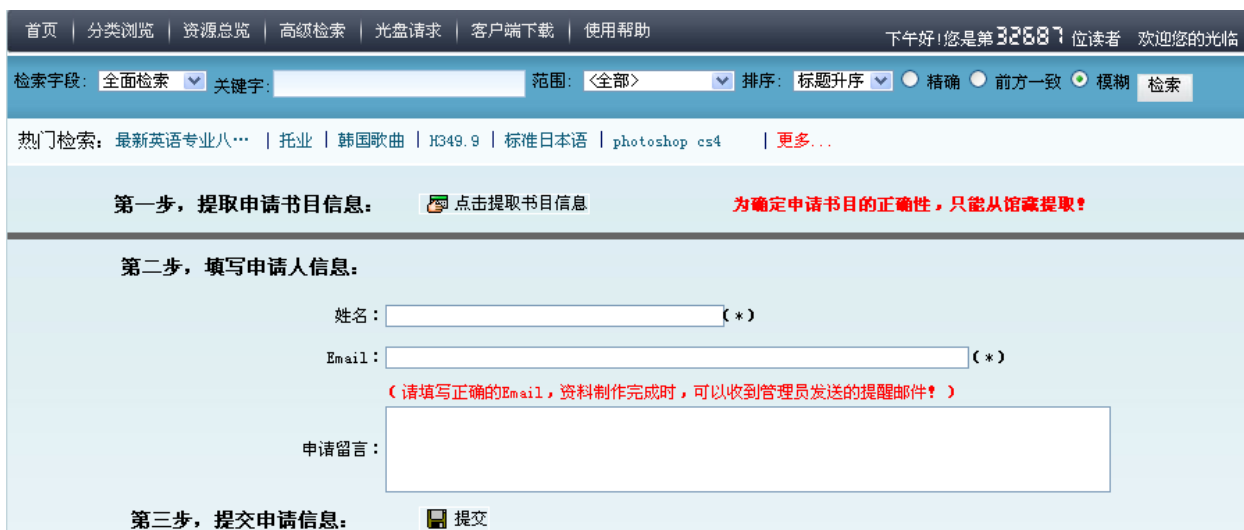 首页 | 分类浏览 | 资源总览 | 高级检索 | 光盘请求 | 客户端下载 | 使用帮助 下午好!您是第32687位读者 欢迎您的光临
检索字段: 全面检索 关键字: 范围: <全部> 排序: 标题升序 精确 前方一致 模糊 检索
热门检索: 最新英语专业八… | 托业 | 韩国歌曲 | H349.9 | 标准日本语 | photoshop cs4 | 更多...
第一步，提取申请书目信息： 点击提取书目信息 为确定申请书目的正确性，只能从馆藏提取！
第二步，填写申请人信息：
姓名：(*)
Email：(*)
(请填写正确的Email，资料制作完成时，可以收到管理员发送的提醒邮件！)
申请留言：
第三步，提交申请信息： 提交